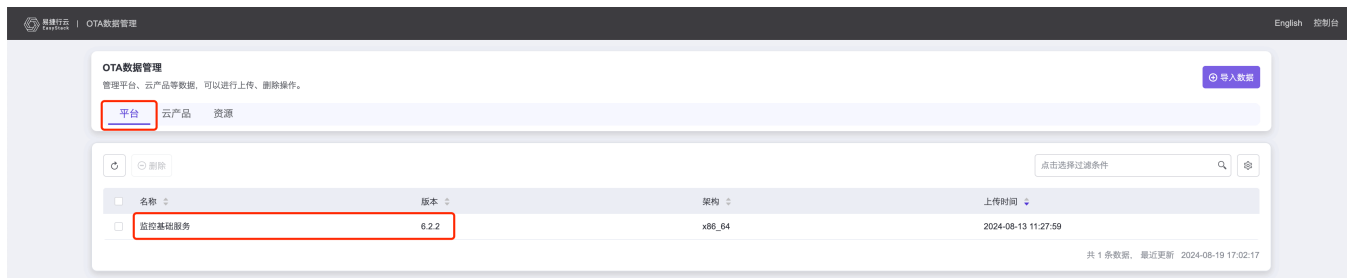 易捷行云 EasyStack | OTA数据管理 English 控制台
OTA数据管理
管理平台、云产品等数据，可以进行上传、删除操作。
导入数据
平台 云产品 资源
删除 点击选择过滤条件
名称 版本 架构 上传时间
监控基础服务 6.2.2 x86_64 2024-08-13 11:27:59
共 1 条数据， 最近更新 2024-08-19 17:02:17